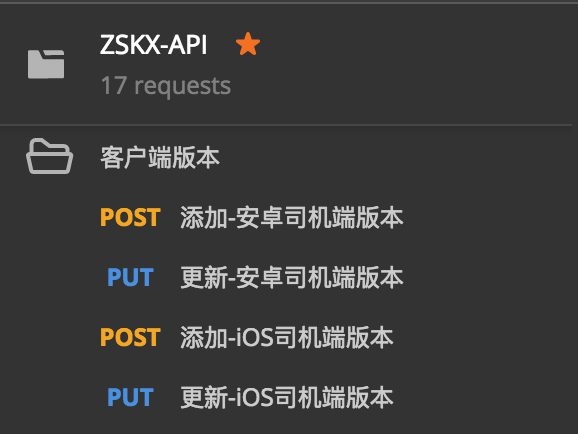 ZSKX-API
17 requests
客户端版本
POST 添加-安卓司机端版本
PUT 更新-安卓司机端版本
POST 添加-iOS司机端版本
PUT 更新-iOS司机端版本